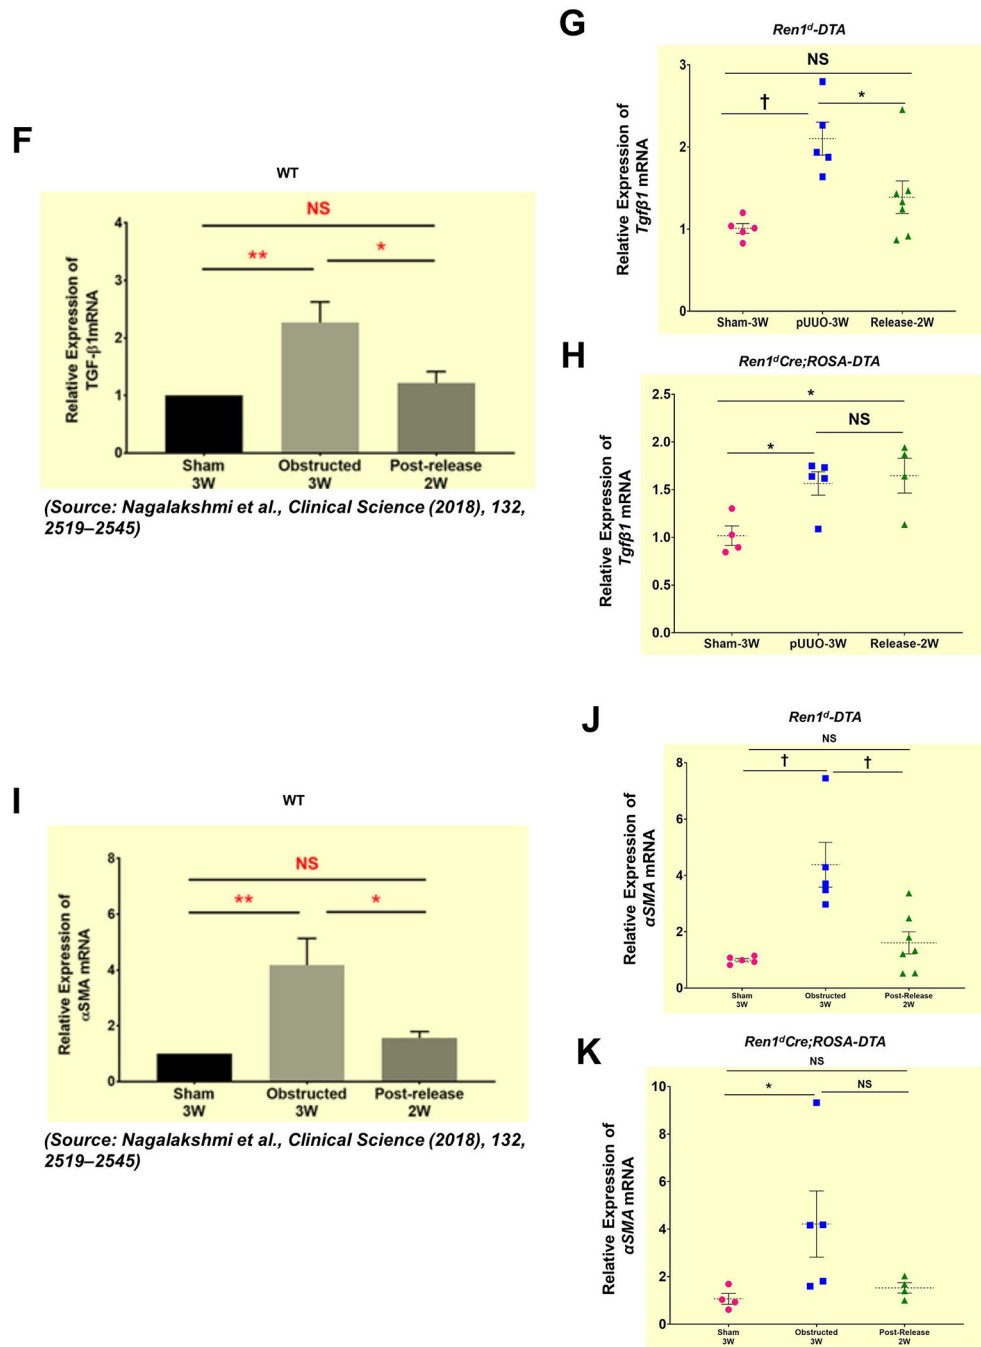 F
WT
NS
**
*
Relative Expression of
TGF-β1mRNA
4
3
2
1
0
Sham
3W
Obstructed
3W
Post-release
2W
(Source: Nagalakshmi et al., Clinical Science (2018), 132,
2519–2545)
G
Ren1ᵈ-DTA
NS
†
*
Relative Expression of
Tgfβ1 mRNA
3
2
1
0
Sham-3W
pUUO-3W
Release-2W
H
Ren1ᵈCre;ROSA-DTA
*
NS
*
Relative Expression of
Tgfβ1 mRNA
2.5
2.0
1.5
1.0
0.5
0.0
Sham-3W
pUUO-3W
Release-2W
I
WT
NS
**
*
Relative Expression of
αSMA mRNA
8
6
4
2
0
Sham
3W
Obstructed
3W
Post-release
2W
(Source: Nagalakshmi et al., Clinical Science (2018), 132,
2519–2545)
J
Ren1ᵈ-DTA
NS
†
†
Relative Expression of
αSMA mRNA
8
6
4
2
0
Sham
3W
Obstructed
3W
Post-Release
2W
K
Ren1ᵈCre;ROSA-DTA
NS
*
NS
Relative Expression of
αSMA mRNA
10
8
6
4
2
0
Sham
3W
Obstructed
3W
Post-Release
2W